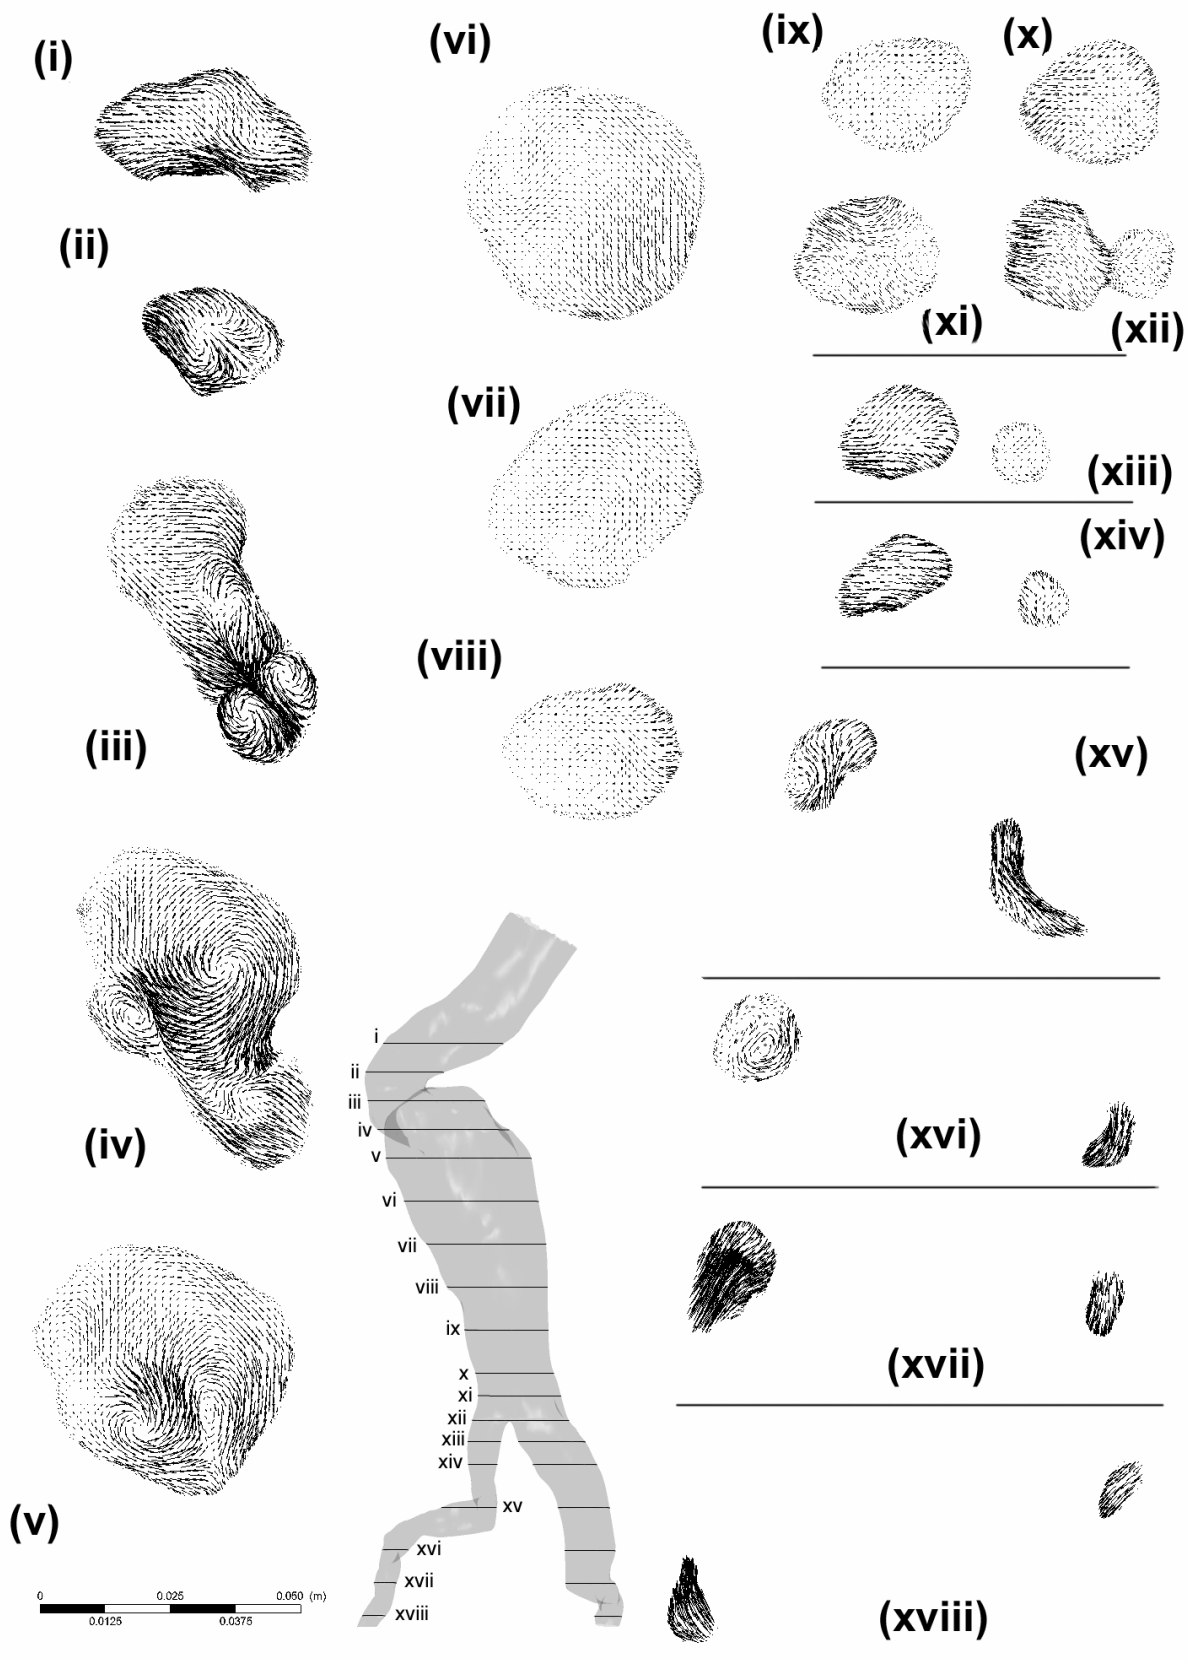 (i)
(ii)
(iii)
(iv)
(v)
(vi)
(vii)
(viii)
(ix)
(x)
(xi)
(xii)
(xiii)
(xiv)
(xv)
(xvi)
(xvii)
(xviii)
i
ii
iii
iv
v
vi
vii
viii
ix
x
xi
xii
xiii
xiv
xv
xvi
xvii
xviii
0 0.025 0.050 (m)
0.0125 0.0375